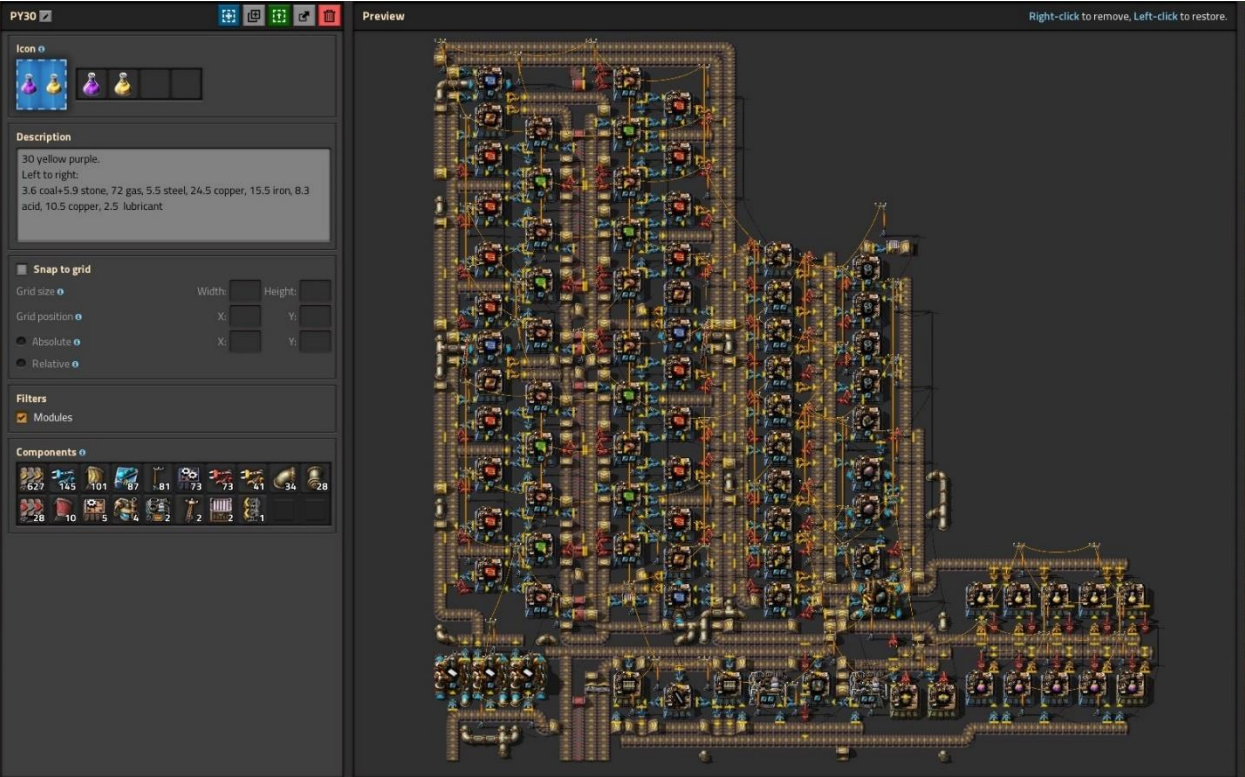 PY30
Preview
Right-click to remove, Left-click to restore.
Icon
Description
30 yellow purple.
Left to right:
3.6 coal+5.9 stone, 72 gas, 5.5 steel, 24.5 copper, 15.5 iron, 8.3
acid, 10.5 copper, 2.5 lubricant
Snap to grid
Grid size
Width:
Height:
Grid position
X:
Y:
Absolute
X:
Y:
Relative
Filters
Modules
Components
627 145 101 87 81 73 73 41 34 28
28 10 5 4 2 2 2 1